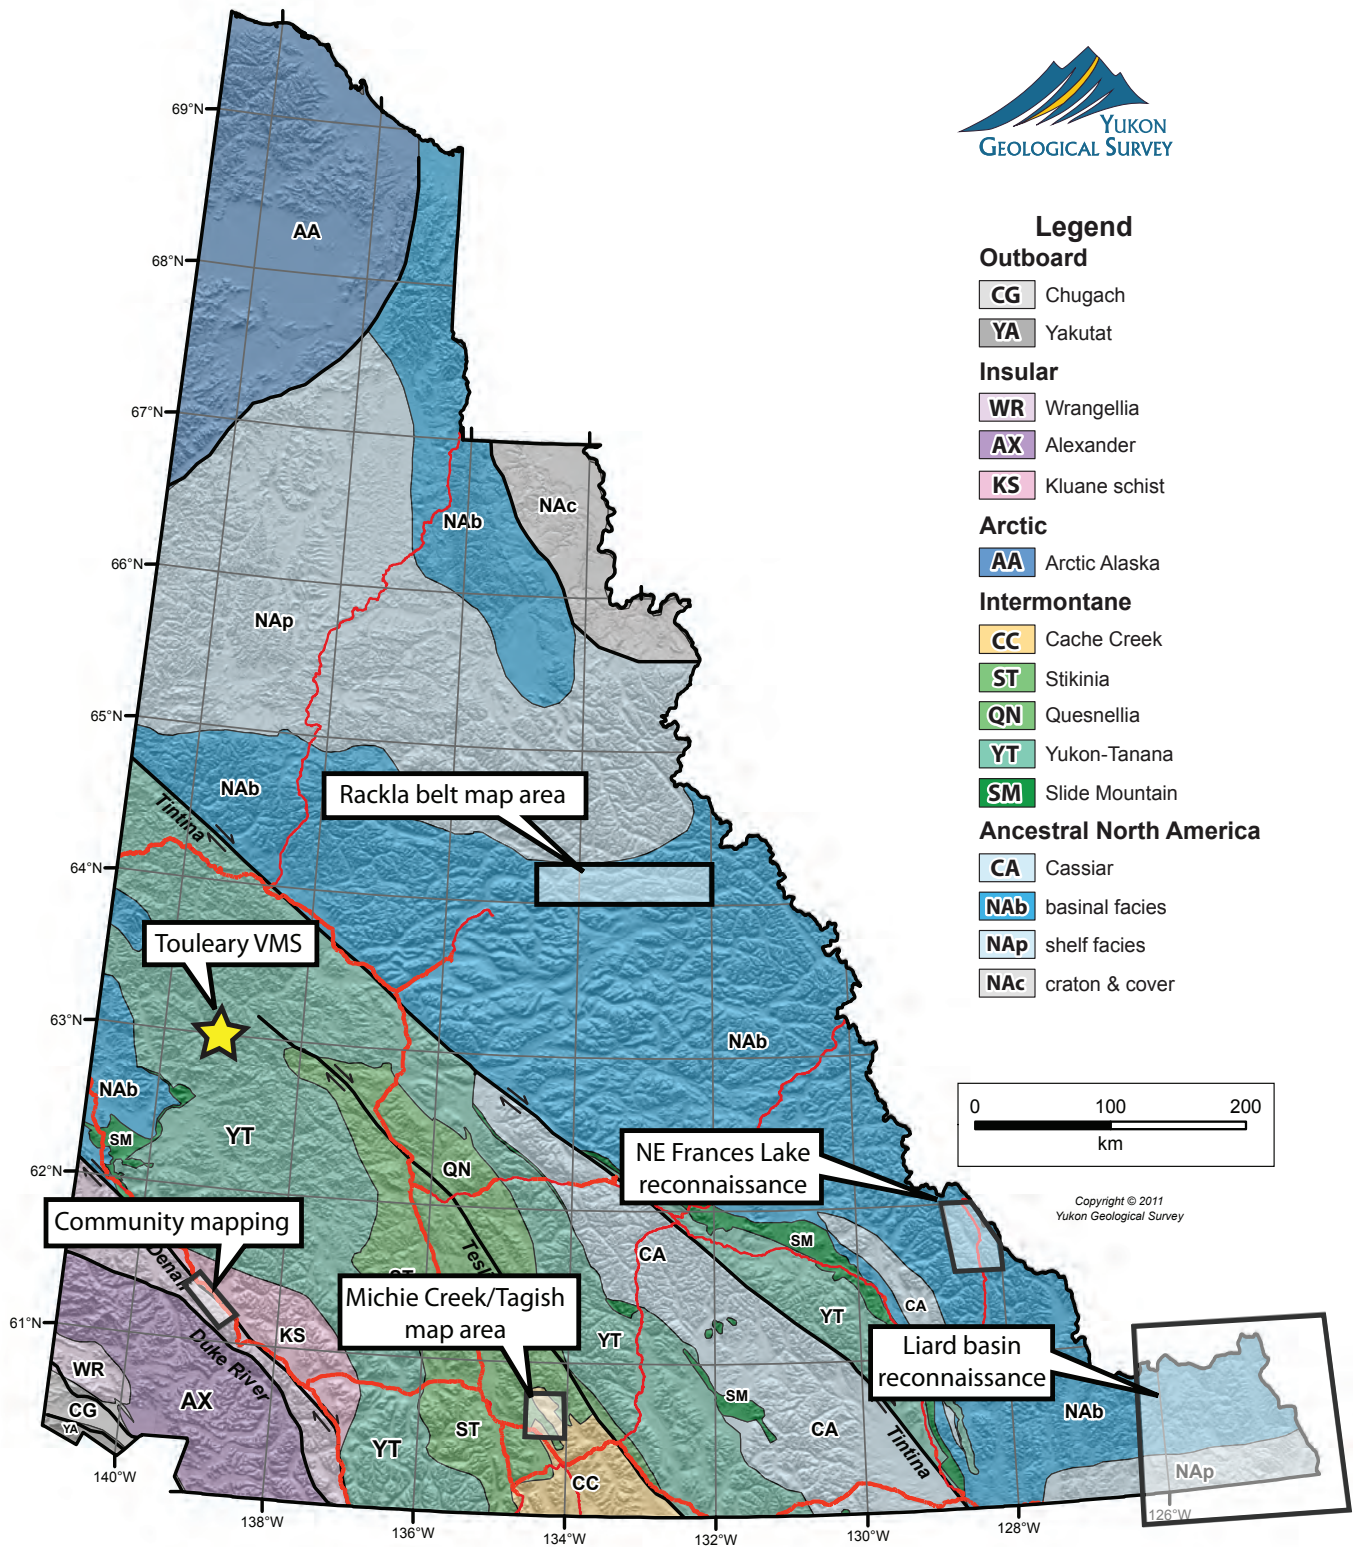 YUKON
GEOLOGICAL SURVEY
Legend
Outboard
CG Chugach
YA Yakutat
Insular
WR Wrangellia
AX Alexander
KS Kluane schist
Arctic
AA Arctic Alaska
Intermontane
CC Cache Creek
ST Stikinia
QN Quesnellia
YT Yukon-Tanana
SM Slide Mountain
Ancestral North America
CA Cassiar
NAb basinal facies
NAp shelf facies
NAc craton & cover
0 100 200
km
Copyright © 2011
Yukon Geological Survey
69°N
AA
68°N
67°N
NAb
NAc
66°N
NAp
65°N
NAb
Rackla belt map area
Tintina
64°N
Touleary VMS
63°N
NAb
NAb
SM
YT
62°N
QN
NE Frances Lake
reconnaissance
Community mapping
Denali
Tesl
ST
CA
SM
CA
Michie Creek/Tagish
map area
61°N
Duke River
KS
YT
YT
Liard basin
reconnaissance
WR
AX
CG
YA
ST
YT
SM
CA
NAb
Tintina
NAp
CC
140°W
138°W
136°W
134°W
132°W
130°W
128°W
126°W